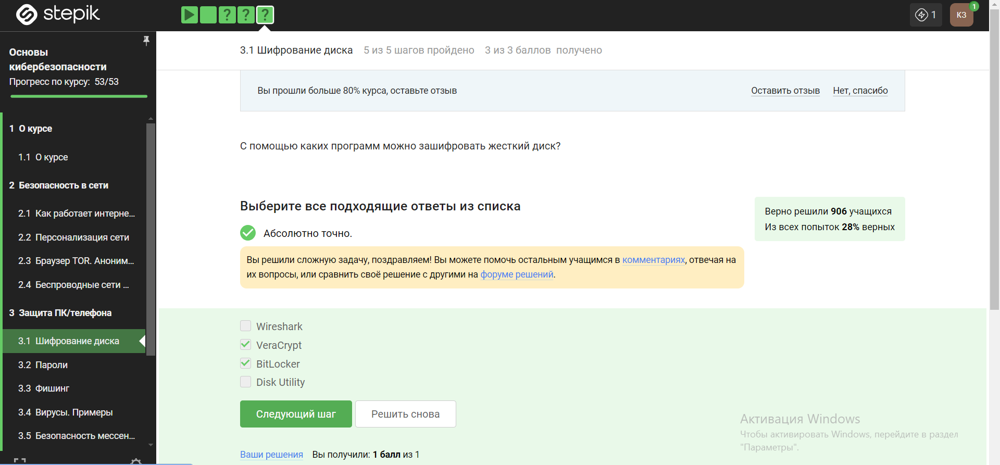 stepik
?
?
?
1
КЗ
1
Основы
кибербезопасности
Прогресс по курсу: 53/53
1 О курсе
1.1 О курсе
2 Безопасность в сети
2.1 Как работает интерне...
2.2 Персонализация сети
2.3 Браузер TOR. Аноним...
2.4 Беспроводные сети ...
3 Защита ПК/телефона
3.1 Шифрование диска
3.2 Пароли
3.3 Фишинг
3.4 Вирусы. Примеры
3.5 Безопасность мессен...
3.1 Шифрование диска 5 из 5 шагов пройдено 3 из 3 баллов получено
Вы прошли больше 80% курса, оставьте отзыв
Оставить отзыв Нет, спасибо
С помощью каких программ можно зашифровать жесткий диск?
Выберите все подходящие ответы из списка
Верно решили 906 учащихся
Из всех попыток 28% верных
Абсолютно точно.
Вы решили сложную задачу, поздравляем! Вы можете помочь остальным учащимся в комментариях, отвечая на
их вопросы, или сравнить своё решение с другими на форуме решений.
Wireshark
VeraCrypt
BitLocker
Disk Utility
Следующий шаг Решить снова
Ваши решения Вы получили: 1 балл из 1
Активация Windows
Чтобы активировать Windows, перейдите в раздел
"Параметры".